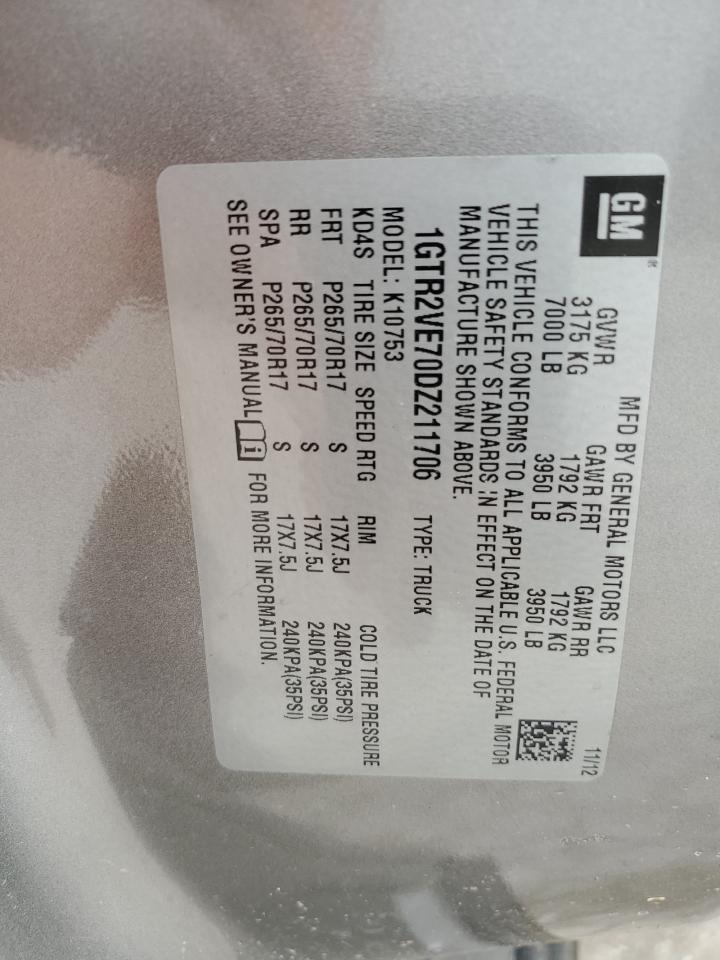 GM
MFD BY GENERAL MOTORS LLC 11/12
GVWR GAWR FRT GAWR RR
3175 KG 1792 KG 1792 KG
7000 LB 3950 LB 3950 LB
THIS VEHICLE CONFORMS TO ALL APPLICABLE U.S. FEDERAL MOTOR
VEHICLE SAFETY STANDARDS IN EFFECT ON THE DATE OF
MANUFACTURE SHOWN ABOVE.
1GTR2VE70DZ211706 TYPE: TRUCK
MODEL: K10753
KD4S TIRE SIZE SPEED RTG RIM COLD TIRE PRESSURE
FRT P265/70R17 S 17X7.5J 240KPA(35PSI)
RR P265/70R17 S 17X7.5J 240KPA(35PSI)
SPA P265/70R17 S 17X7.5J 240KPA(35PSI)
SEE OWNER'S MANUAL i FOR MORE INFORMATION.